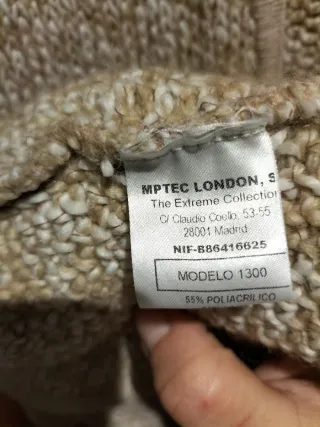 MPTEC LONDON, S
The Extreme Collection
C/ Claudio Coello, 53-55
28001 Madrid
NIF-B86416625
MODELO 1300
55% POLIACRILICO